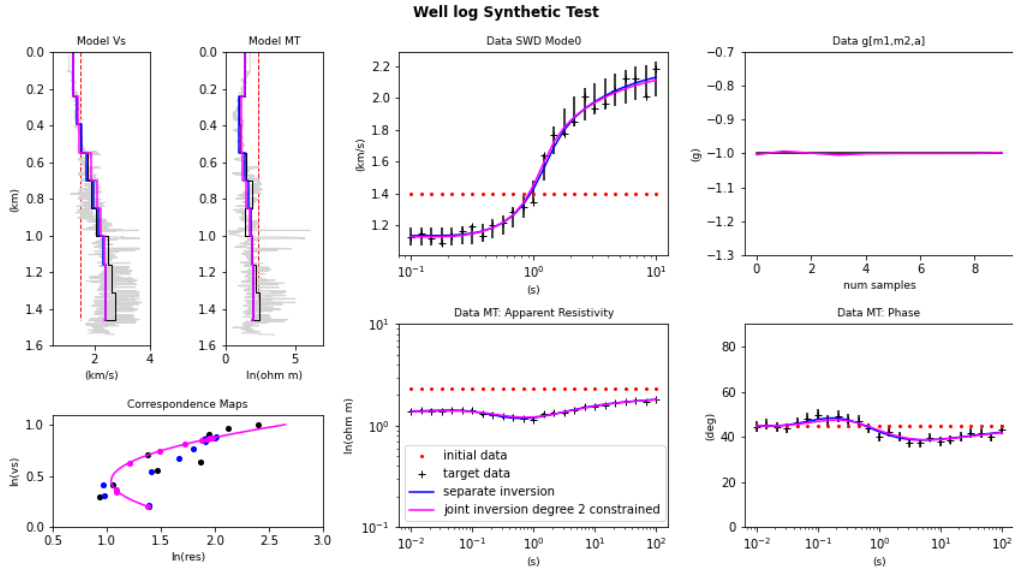 Well log Synthetic Test
Model Vs
0.0
0.2
0.4
0.6
0.8
1.0
1.2
1.4
1.6
(km)
2
4
(km/s)
Model MT
0.0
0.2
0.4
0.6
0.8
1.0
1.2
1.4
1.6
0
5
ln(ohm m)
Data SWD Mode0
2.2
2.0
1.8
1.6
1.4
1.2
(km/s)
10⁻¹
10⁰
10¹
(s)
Data g[m1,m2,a]
−0.7
−0.8
−0.9
−1.0
−1.1
−1.2
−1.3
(g)
0
2
4
6
8
num samples
Correspondence Maps
1.0
0.5
0.0
ln(vs)
0.5
1.0
1.5
2.0
2.5
3.0
ln(res)
Data MT: Apparent Resistivity
10¹
10⁰
10⁻¹
ln(ohm m)
initial data
target data
separate inversion
joint inversion degree 2 constrained
10⁻²
10⁻¹
10⁰
10¹
10²
(s)
Data MT: Phase
80
60
40
20
0
(deg)
10⁻²
10⁻¹
10⁰
10¹
10²
(s)